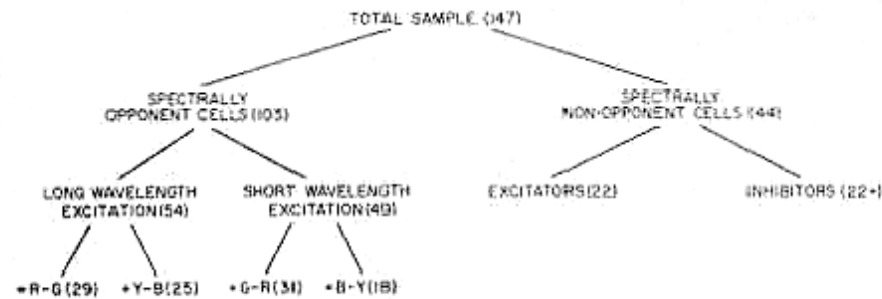 TOTAL SAMPLE (147)
SPECTRALLY
OPPONENT CELLS (103)
SPECTRALLY
NON-OPPONENT CELLS (44)
LONG WAVELENGTH
EXCITATION (54)
SHORT WAVELENGTH
EXCITATION (49)
EXCITATORS (22)
INHIBITORS (22+)
+R-G (29)
+Y-B (25)
+G-R (31)
+B-Y (18)